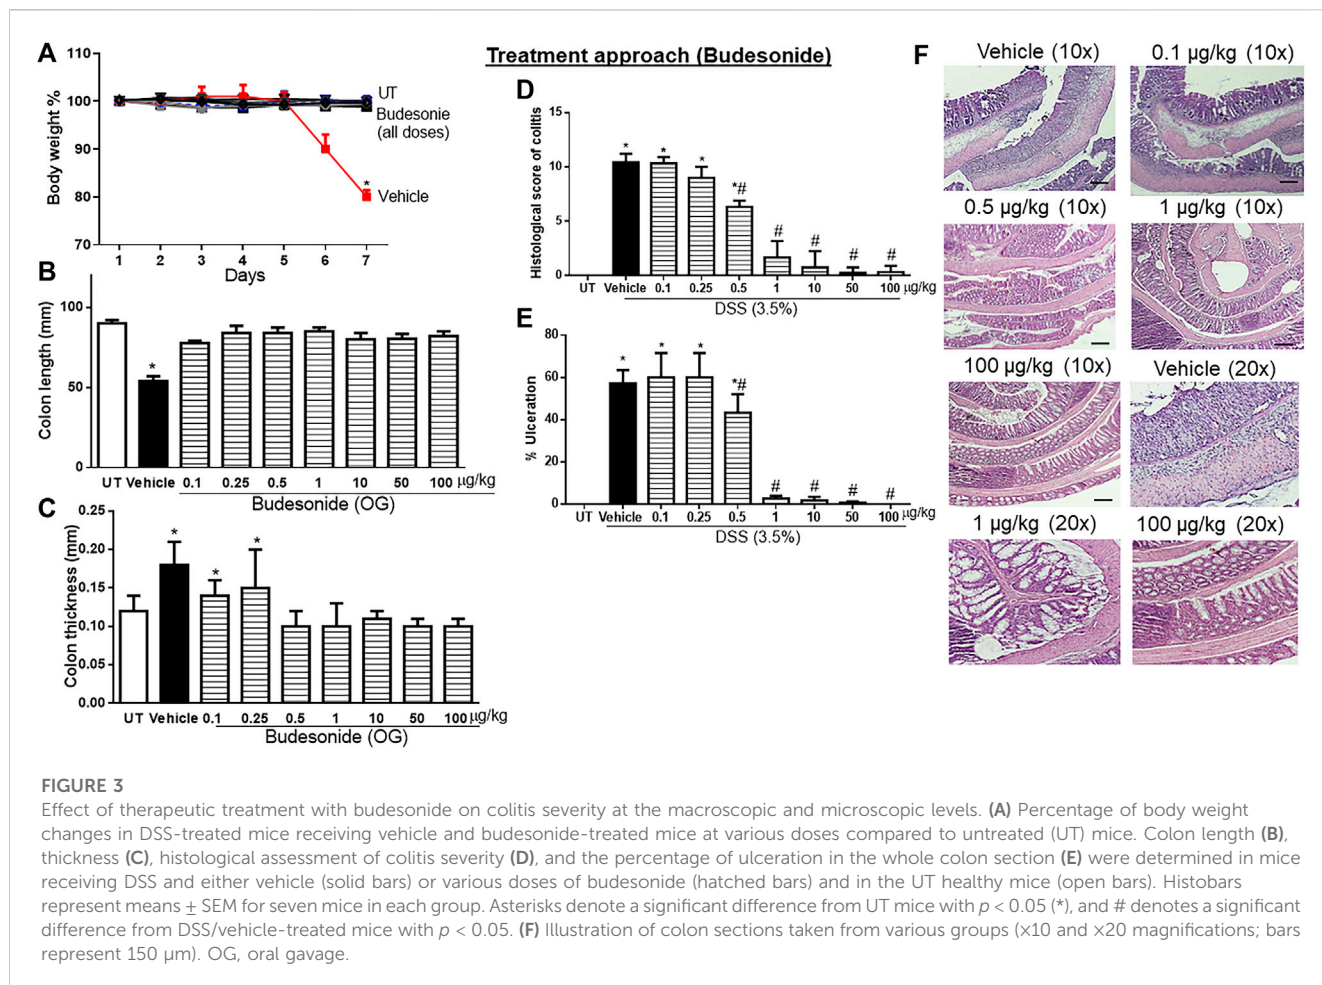 Treatment approach (Budesonide)
A
110
100
90
80
70
Body weight %
1 2 3 4 5 6 7
Days
UT
Budesonie
(all doses)
*
Vehicle
B
100
50
0
Colon length (mm)
*
UT Vehicle 0.1 0.25 0.5 1 10 50 100 µg/kg
Budesonide (OG)
C
0.25
0.20
0.15
0.10
0.05
0.00
Colon thickness (mm)
* * *
UT Vehicle 0.1 0.25 0.5 1 10 50 100 µg/kg
Budesonide (OG)
D
15
10
5
0
Histological score of colitis
* * * *# # # # #
UT Vehicle 0.1 0.25 0.5 1 10 50 100 µg/kg
DSS (3.5%)
E
80
60
40
20
0
% Ulceration
* * * *# # # # #
UT Vehicle 0.1 0.25 0.5 1 10 50 100 µg/kg
DSS (3.5%)
F
Vehicle (10x) 0.1 µg/kg (10x)
0.5 µg/kg (10x) 1 µg/kg (10x)
100 µg/kg (10x) Vehicle (20x)
1 µg/kg (20x) 100 µg/kg (20x)
FIGURE 3
Effect of therapeutic treatment with budesonide on colitis severity at the macroscopic and microscopic levels. (A) Percentage of body weight
changes in DSS-treated mice receiving vehicle and budesonide-treated mice at various doses compared to untreated (UT) mice. Colon length (B),
thickness (C), histological assessment of colitis severity (D), and the percentage of ulceration in the whole colon section (E) were determined in mice
receiving DSS and either vehicle (solid bars) or various doses of budesonide (hatched bars) and in the UT healthy mice (open bars). Histobars
represent means ± SEM for seven mice in each group. Asterisks denote a significant difference from UT mice with p < 0.05 (*), and # denotes a significant
difference from DSS/vehicle-treated mice with p < 0.05. (F) Illustration of colon sections taken from various groups (×10 and ×20 magnifications; bars
represent 150 µm). OG, oral gavage.